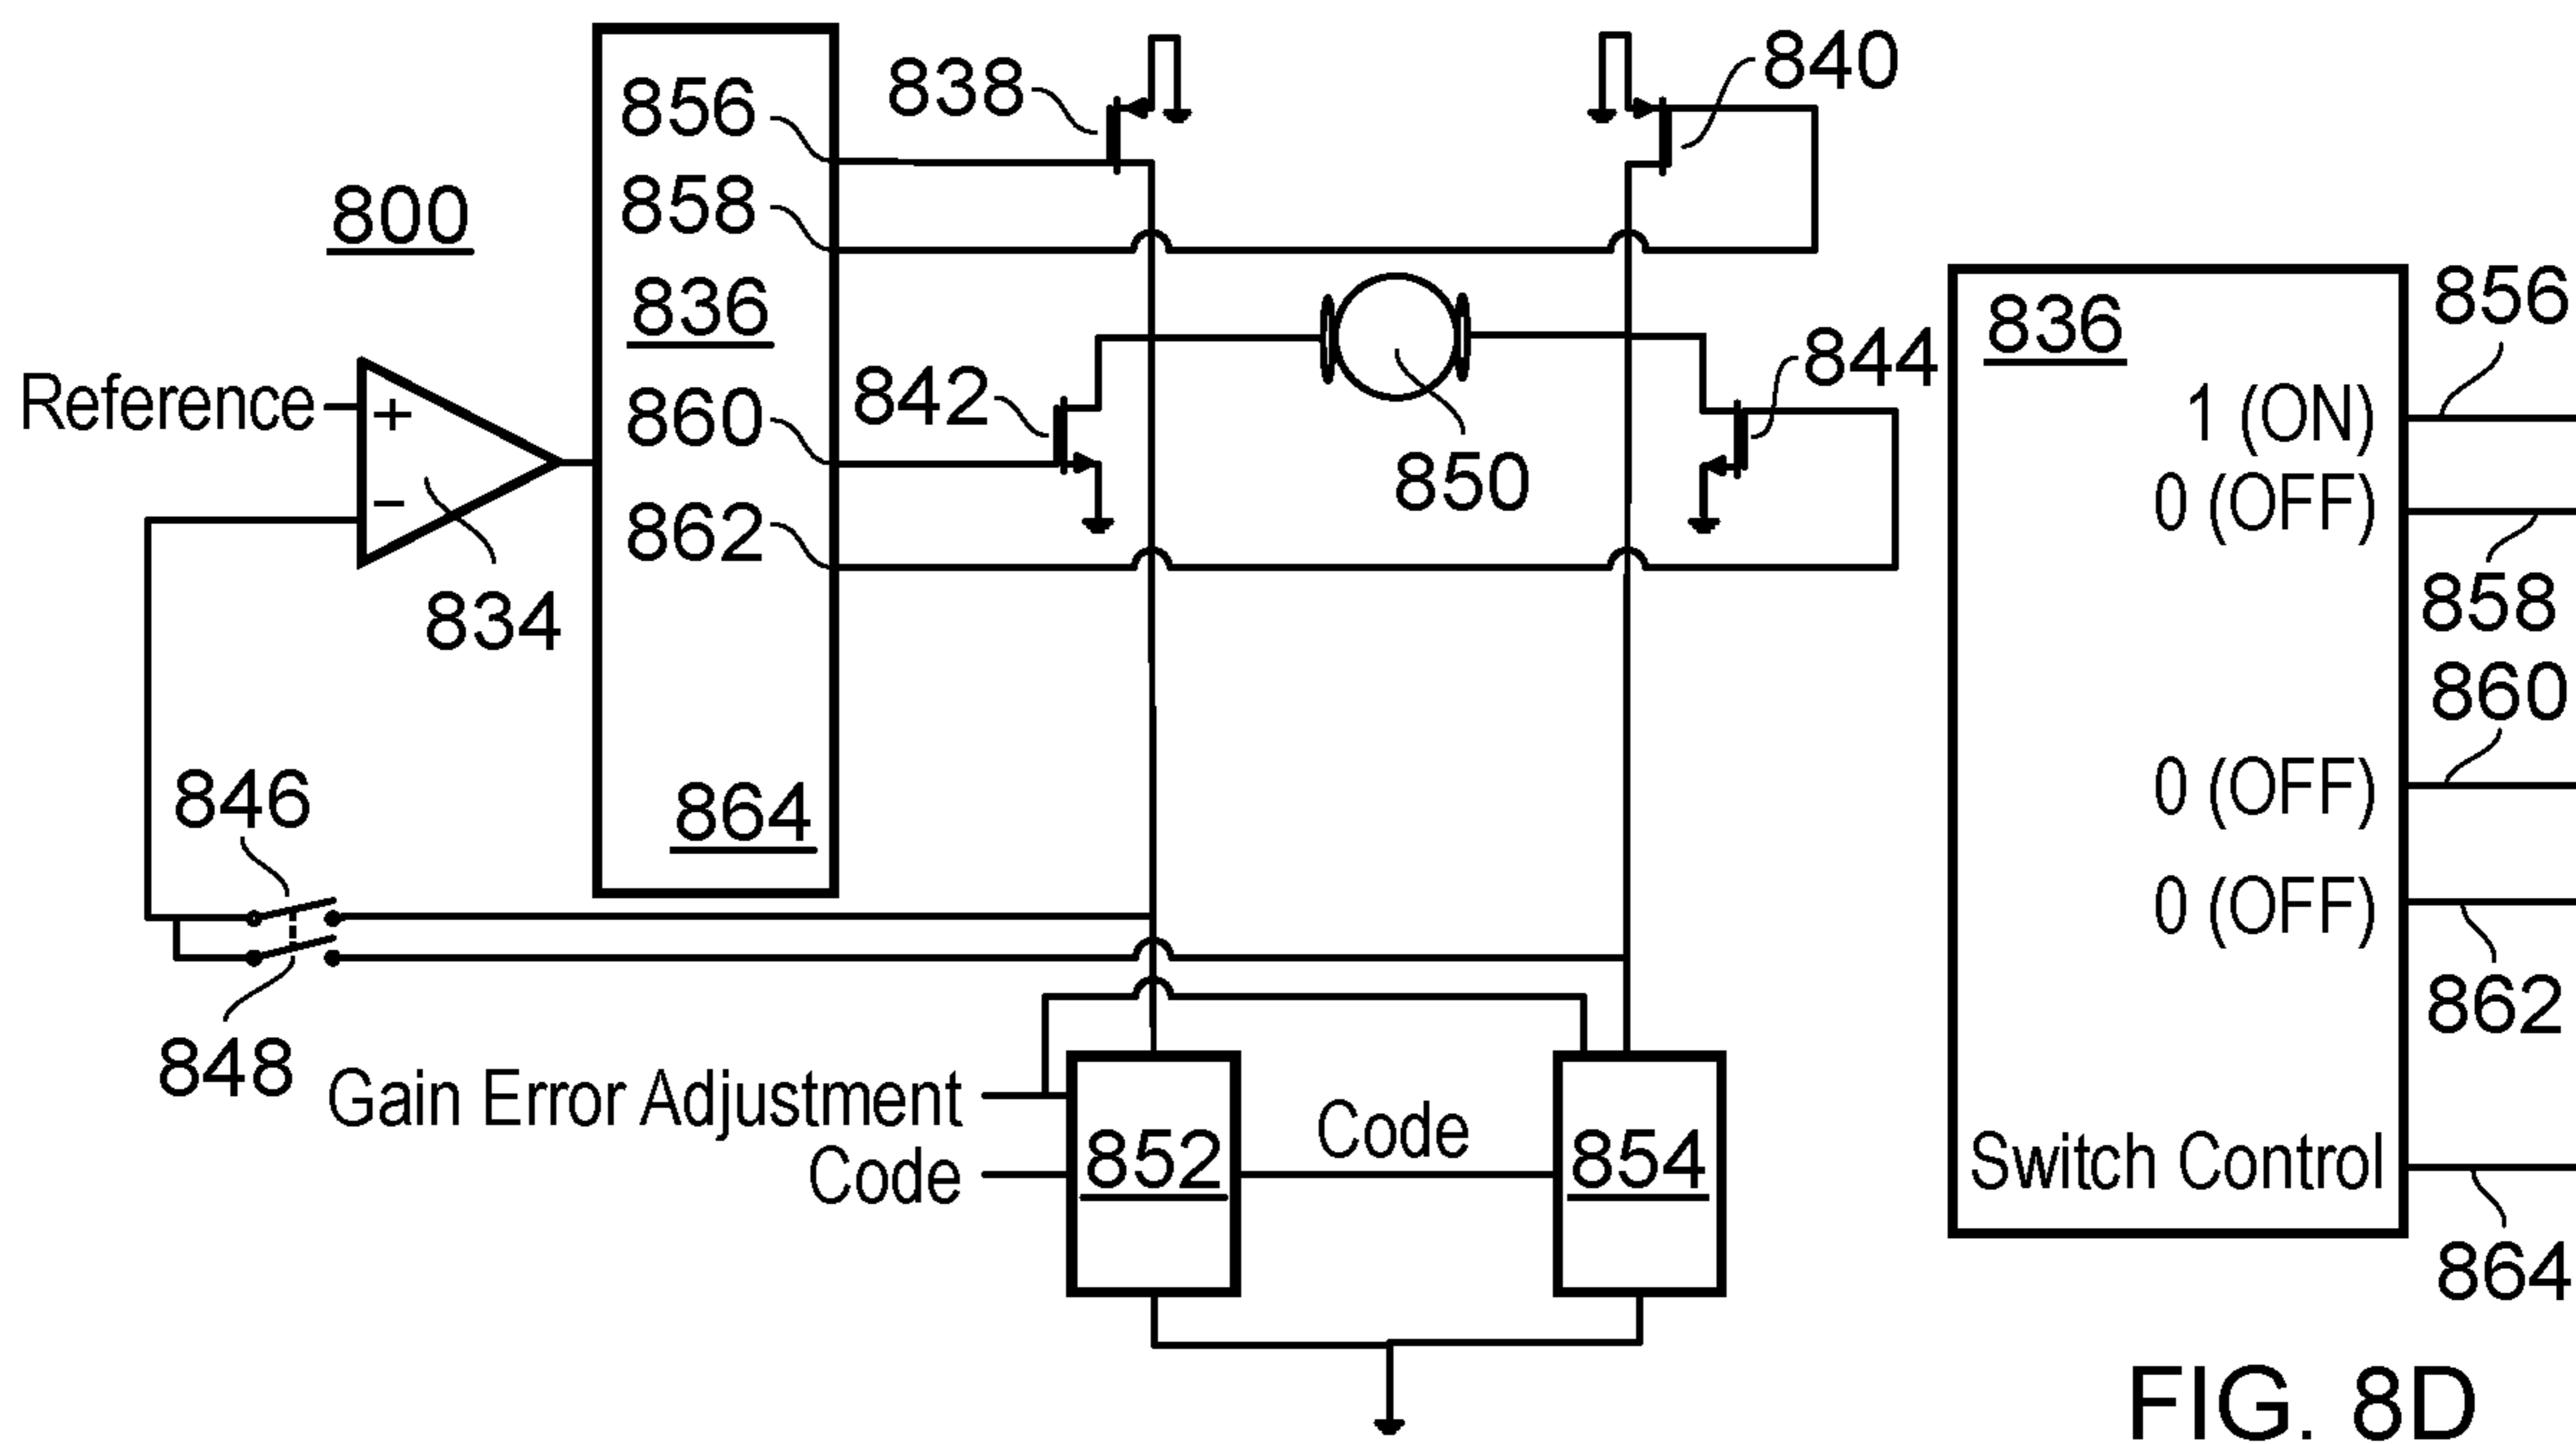 800
Reference
+
−
834
856
858
836
860
862
864
838
840
842
844
850
846
848
Gain Error Adjustment
Code
852
Code
854
836
1 (ON)
0 (OFF)
0 (OFF)
0 (OFF)
Switch Control
856
858
860
862
864
FIG. 8D